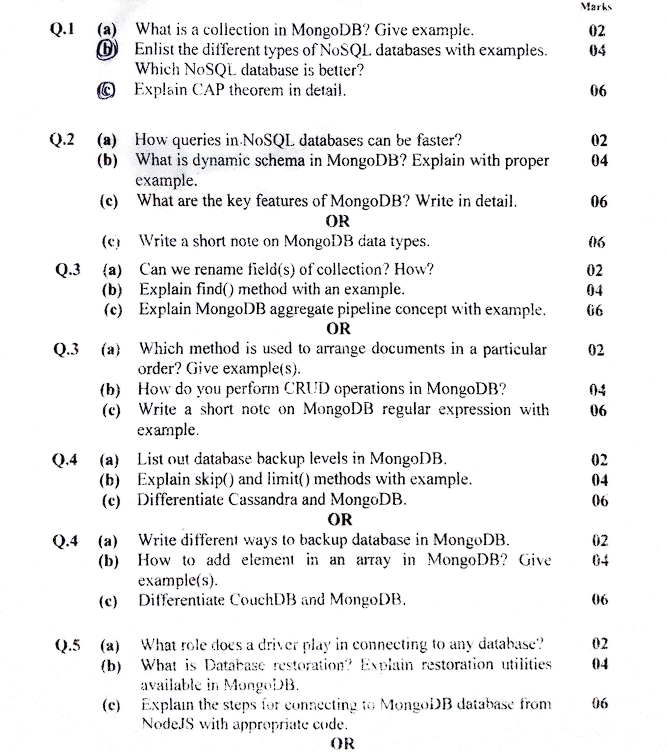 Marks
Q.1 (a) What is a collection in MongoDB? Give example. 02
(b) Enlist the different types of NoSQL databases with examples. 04
Which NoSQL database is better?
(c) Explain CAP theorem in detail. 06
Q.2 (a) How queries in NoSQL databases can be faster? 02
(b) What is dynamic schema in MongoDB? Explain with proper 04
example.
(c) What are the key features of MongoDB? Write in detail. 06
OR
(c) Write a short note on MongoDB data types. 06
Q.3 (a) Can we rename field(s) of collection? How? 02
(b) Explain find() method with an example. 04
(c) Explain MongoDB aggregate pipeline concept with example. 06
OR
Q.3 (a) Which method is used to arrange documents in a particular 02
order? Give example(s).
(b) How do you perform CRUD operations in MongoDB? 04
(c) Write a short note on MongoDB regular expression with 06
example.
Q.4 (a) List out database backup levels in MongoDB. 02
(b) Explain skip() and limit() methods with example. 04
(c) Differentiate Cassandra and MongoDB. 06
OR
Q.4 (a) Write different ways to backup database in MongoDB. 02
(b) How to add element in an array in MongoDB? Give 04
example(s).
(c) Differentiate CouchDB and MongoDB. 06
Q.5 (a) What role does a driver play in connecting to any database? 02
(b) What is Database restoration? Explain restoration utilities 04
available in MongoDB.
(c) Explain the steps for connecting to MongoDB database from 06
NodeJS with appropriate code.
OR